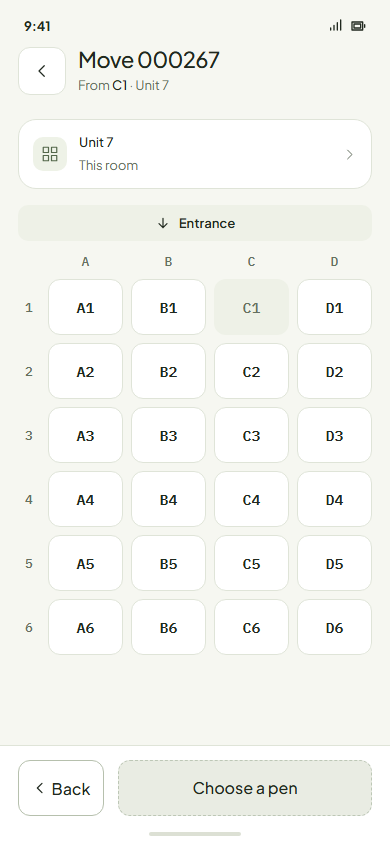 9:41
Move 000267
From C1 · Unit 7
Unit 7
This room
↓ Entrance
A B C D
1 A1 B1 C1 D1
2 A2 B2 C2 D2
3 A3 B3 C3 D3
4 A4 B4 C4 D4
5 A5 B5 C5 D5
6 A6 B6 C6 D6
Back Choose a pen